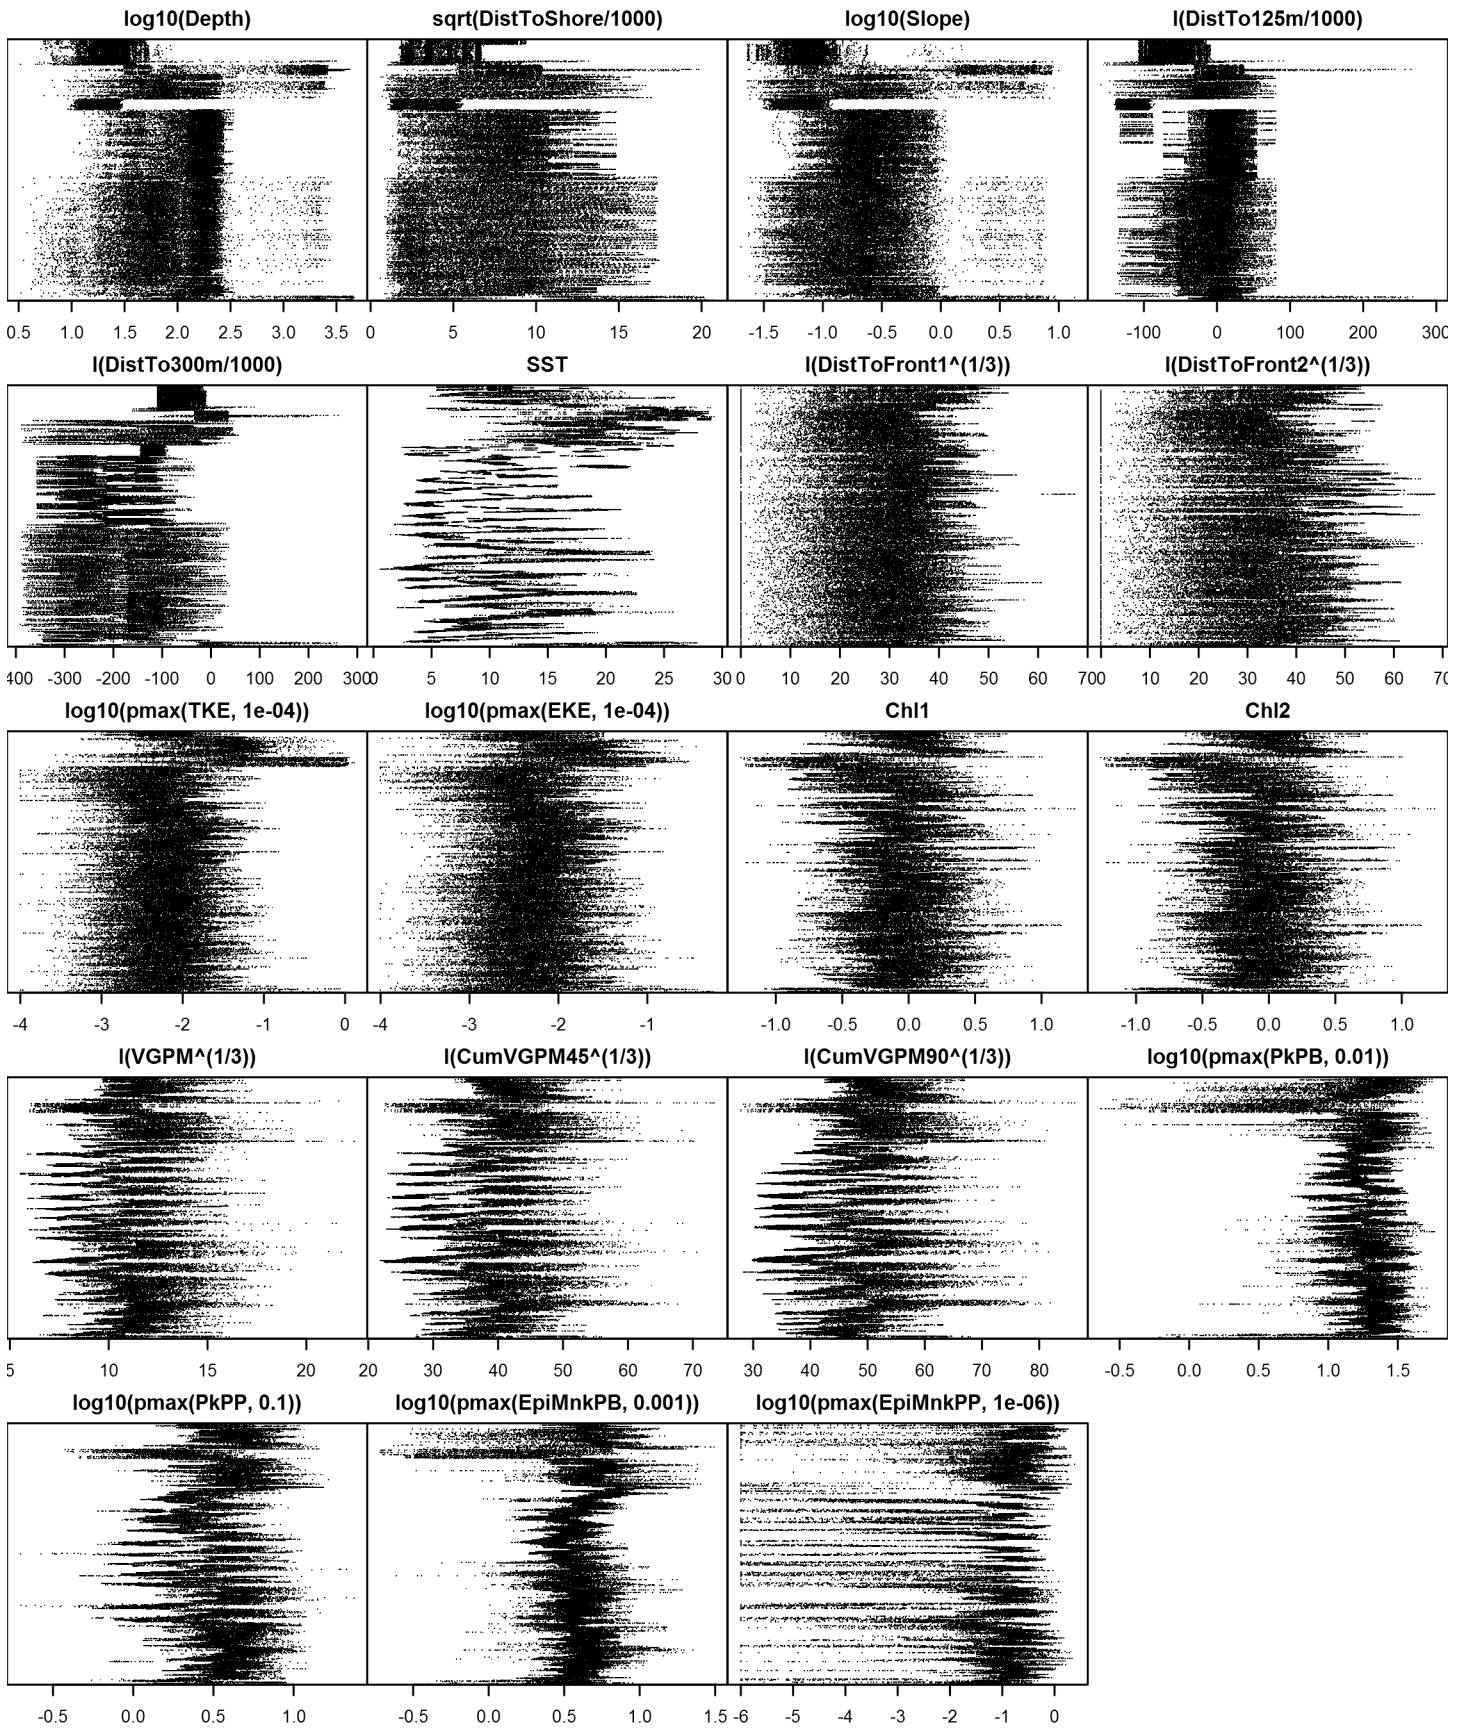 log10(Depth) sqrt(DistToShore/1000) log10(Slope) I(DistTo125m/1000)
0.5 1.0 1.5 2.0 2.5 3.0 3.5 0 5 10 15 20 -1.5 -1.0 -0.5 0.0 0.5 1.0 -100 0 100 200 300
I(DistTo300m/1000) SST I(DistToFront1^(1/3)) I(DistToFront2^(1/3))
400 -300 -200 -100 0 100 200 300 0 5 10 15 20 25 30 0 10 20 30 40 50 60 70 0 10 20 30 40 50 60 70
log10(pmax(TKE, 1e-04)) log10(pmax(EKE, 1e-04)) Chl1 Chl2
-4 -3 -2 -1 0 -4 -3 -2 -1 -1.0 -0.5 0.0 0.5 1.0 -1.0 -0.5 0.0 0.5 1.0
I(VGPM^(1/3)) I(CumVGPM45^(1/3)) I(CumVGPM90^(1/3)) log10(pmax(PkPB, 0.01))
5 10 15 20 20 30 40 50 60 70 30 40 50 60 70 80 -0.5 0.0 0.5 1.0 1.5
log10(pmax(PkPP, 0.1)) log10(pmax(EpiMnkPB, 0.001)) log10(pmax(EpiMnkPP, 1e-06))
-0.5 0.0 0.5 1.0 -0.5 0.0 0.5 1.0 1.5 -6 -5 -4 -3 -2 -1 0